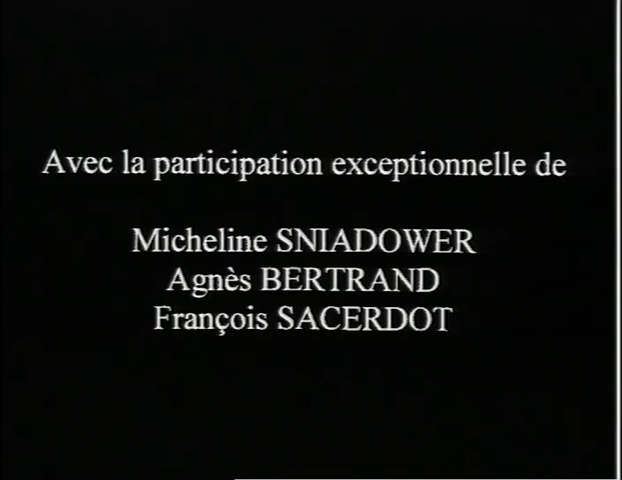 Avec la participation exceptionnelle de
Micheline SNIADOWER
Agnès BERTRAND
François SACERDOT